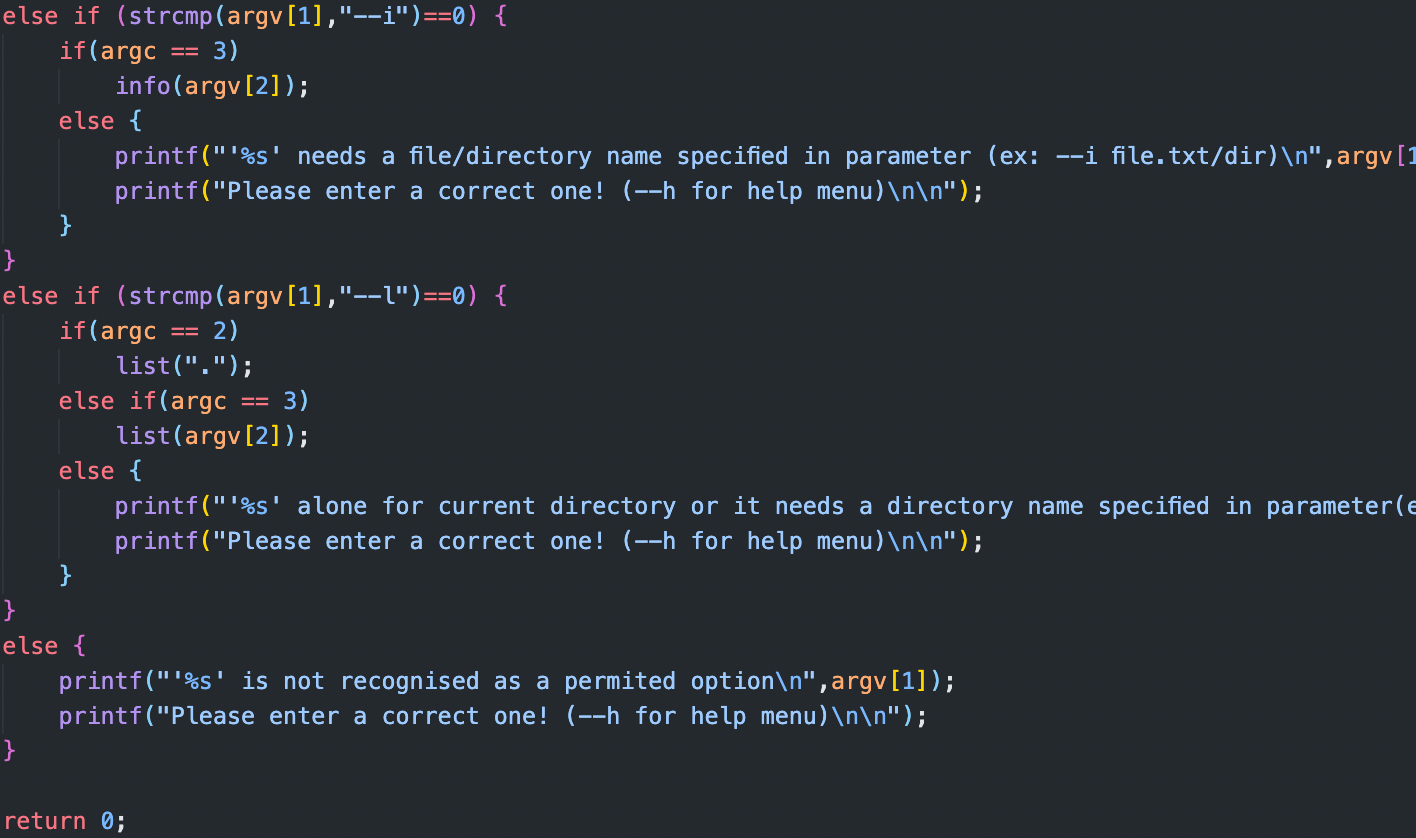 else if (strcmp(argv[1],"--i")==0) {
    if(argc == 3)
        info(argv[2]);
    else {
        printf("'%s' needs a file/directory name specified in parameter (ex: --i file.txt/dir)\n",argv[1
        printf("Please enter a correct one! (--h for help menu)\n\n");
    }
}
else if (strcmp(argv[1],"--l")==0) {
    if(argc == 2)
        list(".");
    else if(argc == 3)
        list(argv[2]);
    else {
        printf("'%s' alone for current directory or it needs a directory name specified in parameter(e
        printf("Please enter a correct one! (--h for help menu)\n\n");
    }
}
else {
    printf("'%s' is not recognised as a permited option\n",argv[1]);
    printf("Please enter a correct one! (--h for help menu)\n\n");
}
return 0;